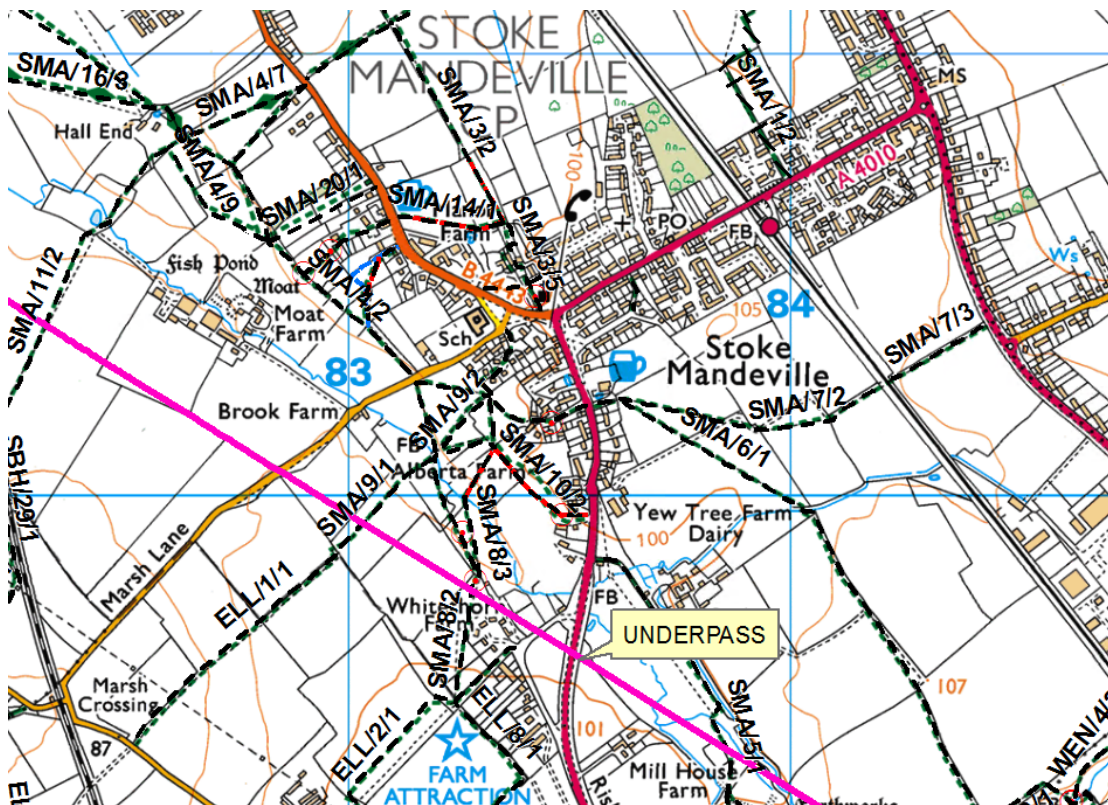 STOKE
MANDEVILLE
CP
SMA/16/3
SMA/4/7
SMA/3/2
SMA/1/2
MS
Hall End
SMA/4/9
SMA/20/1
SMA/14/1
Farm
100
A 4010
PO
FB
SMA/3/5
SMA/11/2
Fish Pond
Moat
Moat
Farm
SMA/4/2
B 4443
Sch
105
84
Ws
83
Stoke
Mandeville
SMA/7/3
SMA/7/2
Brook Farm
SMA/9/2
FB
Alberta Farm
SMA/6/1
SMA/10/2
SBH/29/1
SMA/9/1
SMA/8/3
Yew Tree Farm
Dairy
100
Marsh Lane
ELL/1/1
FB
UNDERPASS
SMA/8/2
Farm
Marsh
Crossing
87
ELL/2/1
ELL/8/1
101
107
SMA/5/1
WEN/4/
FARM
ATTRACTION
Mill House
Farm